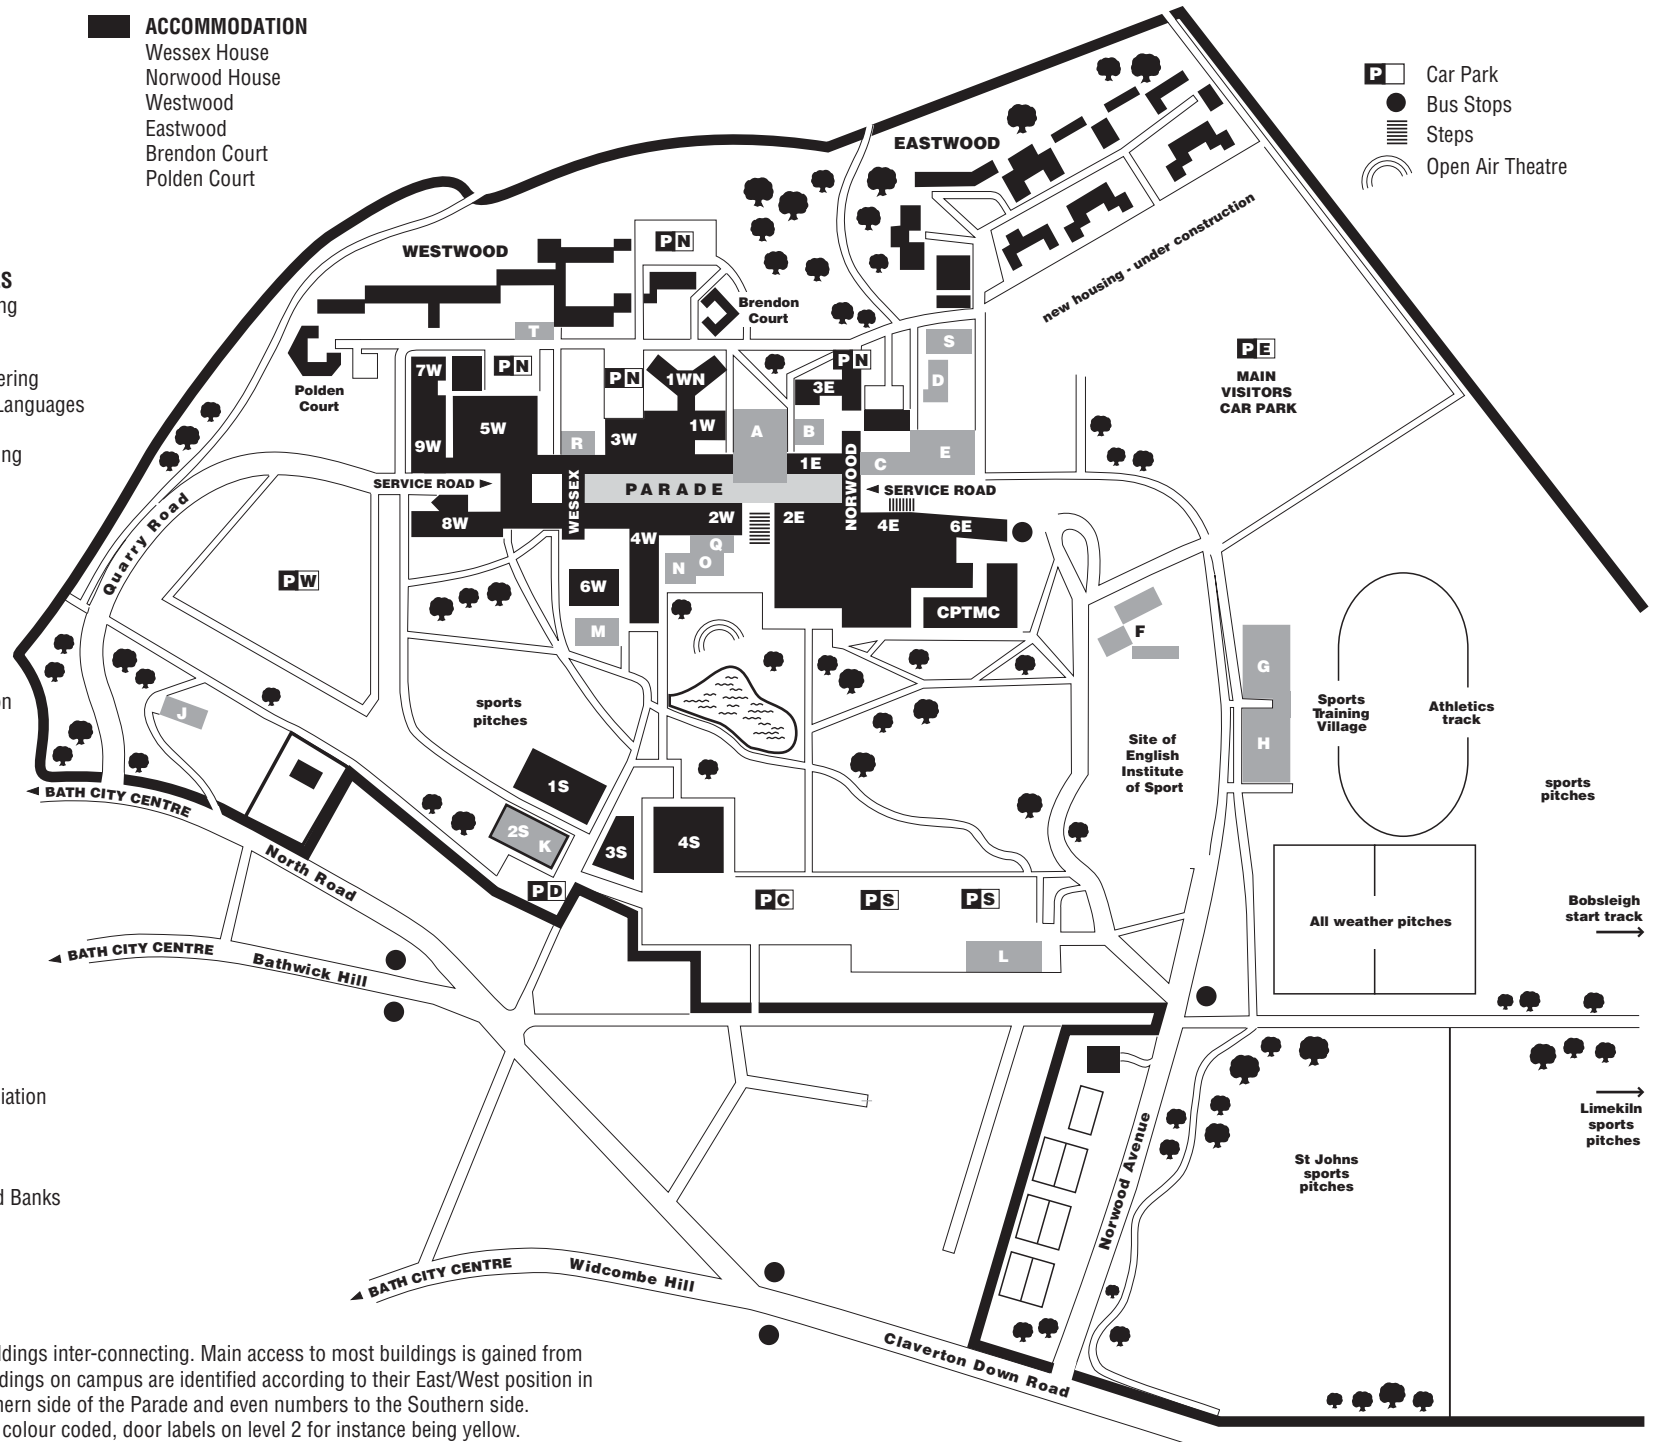 ACCOMMODATION
Wessex House
Norwood House
Westwood
Eastwood
Brendon Court
Polden Court
P Car Park
Bus Stops
Steps
Open Air Theatre
EASTWOOD
WESTWOOD
PN
Brendon
Court
new housing - under construction
T
S
PE
MAIN
VISITORS
CAR PARK
Polden
Court
7W
PN
PN
1WN
PN
3E
D
5W
9W
R
3W
1W
A
B
E
C
1E
NORWOOD
SERVICE ROAD
WESSEX
PARADE
SERVICE ROAD
8W
2W
2E
4E
6E
4W
Q
O
N
6W
M
CPTMC
Quarry Road
PW
F
G
H
J
sports
pitches
Sports
Training
Village
Athletics
track
Site of
English
Institute
of Sport
sports
pitches
1S
2S
K
3S
4S
PD
PC
PS
PS
L
All weather pitches
Bobsleigh
start track
BATH CITY CENTRE
North Road
BATH CITY CENTRE
Bathwick Hill
Limekiln
sports
pitches
St Johns
sports
pitches
Norwood Avenue
BATH CITY CENTRE
Widcombe Hill
Claverton Down Road
S
ng
ering
Languages
ng
on
iation
d Banks
ldings inter-connecting. Main access to most buildings is gained from
dings on campus are identified according to their East/West position in
hern side of the Parade and even numbers to the Southern side.
colour coded, door labels on level 2 for instance being yellow.